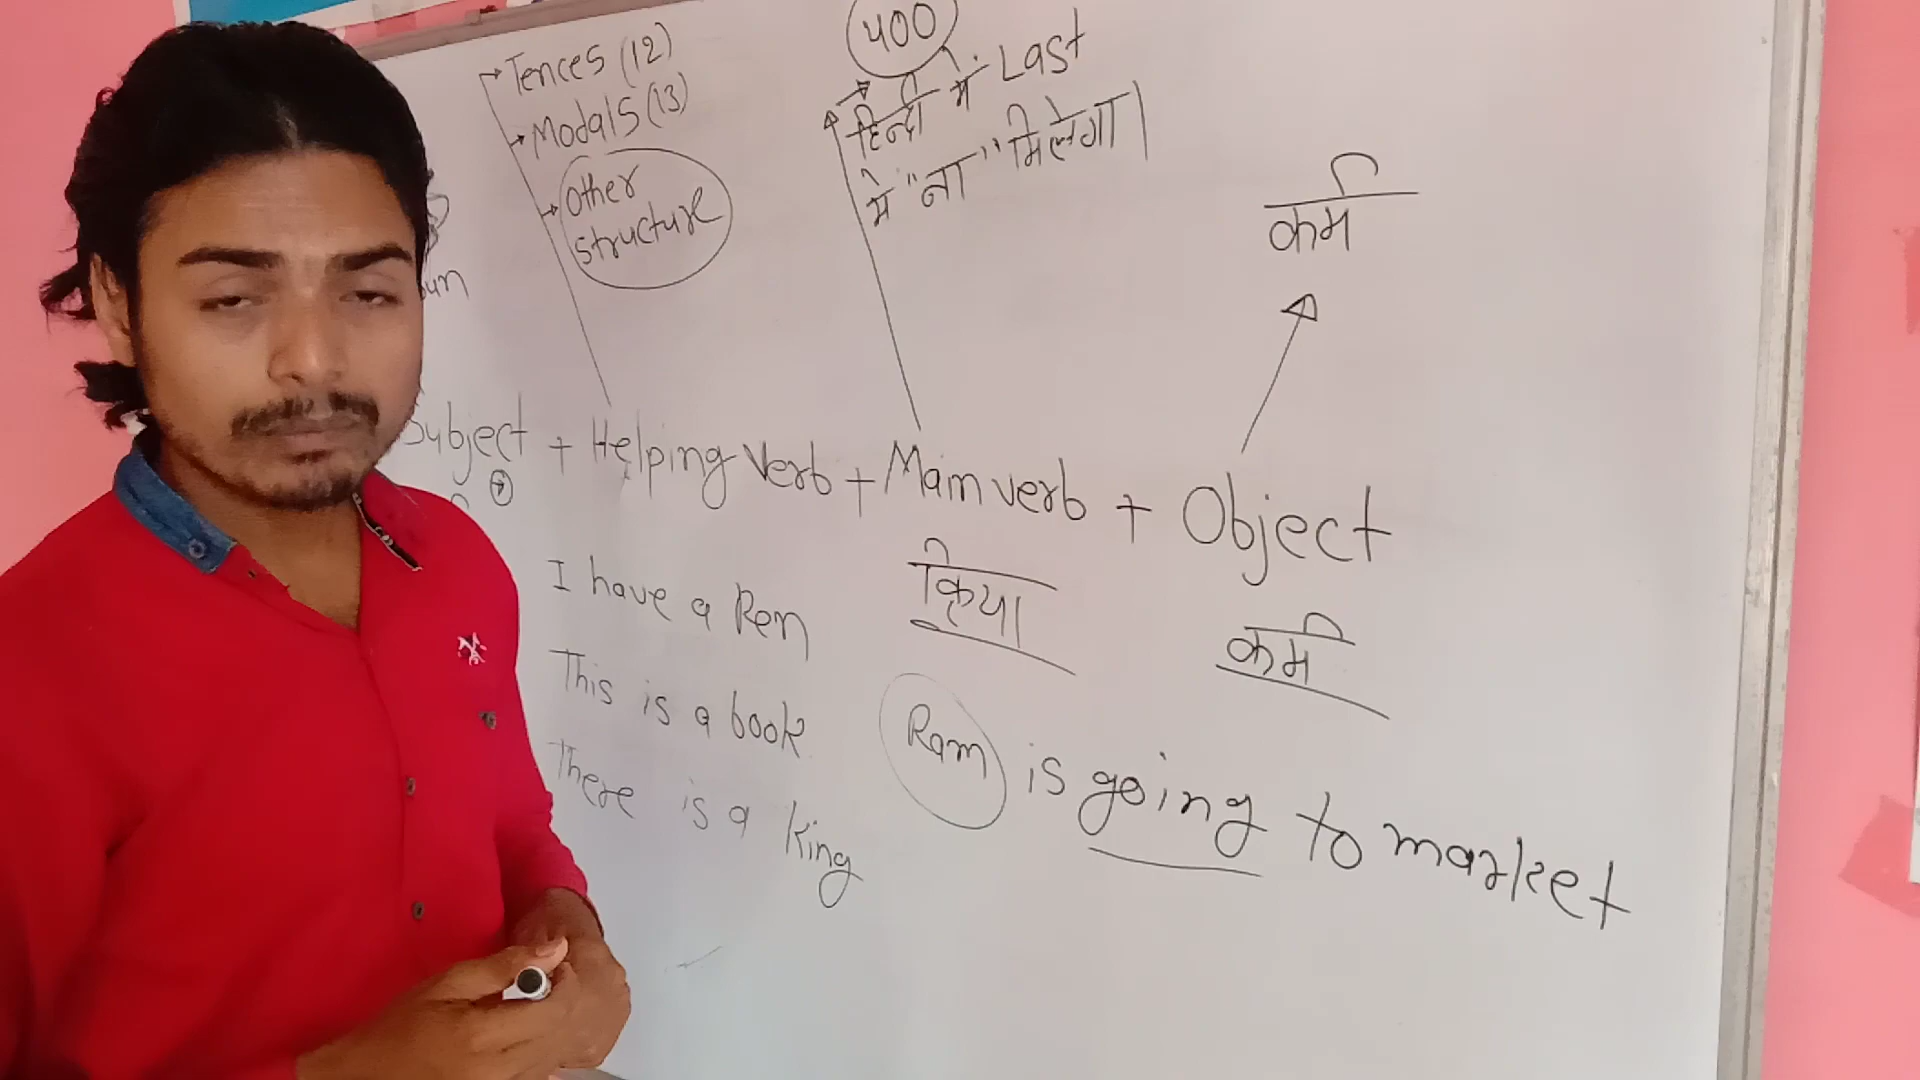 Tences (12)
Modals (13)
Other
structure
400
हिन्दी में Last
मे "ना" मिलेगा।
कर्म
Subject + Helping Verb + Main verb + Object
क्रिया
कर्म
I have a Pen
This is a book
There is a King
Ram is going to market